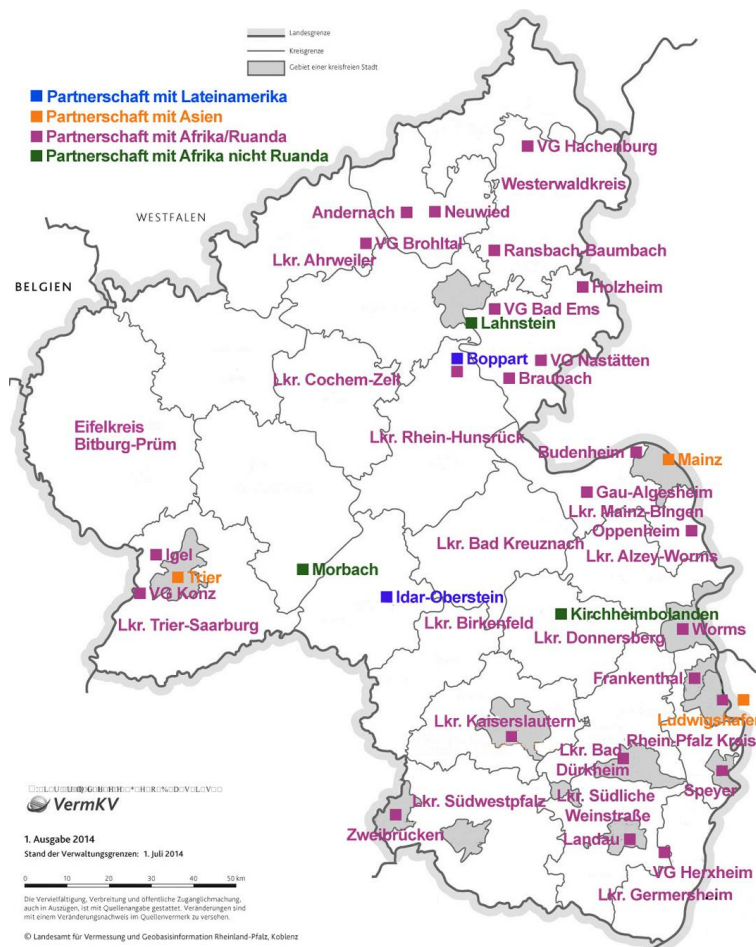 Landesgrenze
Kreisgrenze
Gebiet einer kreisfreien Stadt
Partnerschaft mit Lateinamerika
Partnerschaft mit Asien
Partnerschaft mit Afrika/Ruanda
Partnerschaft mit Afrika nicht Ruanda
VG Hachenburg
Westerwaldkreis
WESTFALEN
Andernach
Neuwied
VG Brohltal
Lkr. Ahrweiler
Ransbach-Baumbach
BELGIEN
Holzheim
VG Bad Ems
Lahnstein
Boppart
VG Nastätten
Braubach
Lkr. Cochem-Zell
Eifelkreis
Bitburg-Prüm
Lkr. Rhein-Hunsrück
Budenheim
Mainz
Gau-Algesheim
Lkr. Mainz-Bingen
Oppenheim
Lkr. Bad Kreuznach
Lkr. Alzey-Worms
Igel
Trier
VG Konz
Morbach
Idar-Oberstein
Kirchheimbolanden
Lkr. Trier-Saarburg
Lkr. Birkenfeld
Lkr. Donnersberg
Worms
Frankenthal
Lkr. Kaiserslautern
Ludwigshafen
Rhein-Pfalz Kreis
Lkr. Bad
Dürkheim
Speyer
Lkr. Südwestpfalz
Lkr. Südliche
Weinstraße
Zweibrücken
Landau
VG Herxheim
Lkr. Germersheim
VermKV
1. Ausgabe 2014
Stand der Verwaltungsgrenzen: 1. Juli 2014
0 10 20 30 40 50 km
Die Vervielfältigung, Verbreitung und öffentliche Zugänglichmachung,
auch in Auszügen, ist mit Quellenangabe gestattet. Veränderungen sind
mit einem Veränderungsnachweis im Quellenvermerk zu versehen.
© Landesamt für Vermessung und Geobasisinformation Rheinland-Pfalz, Koblenz